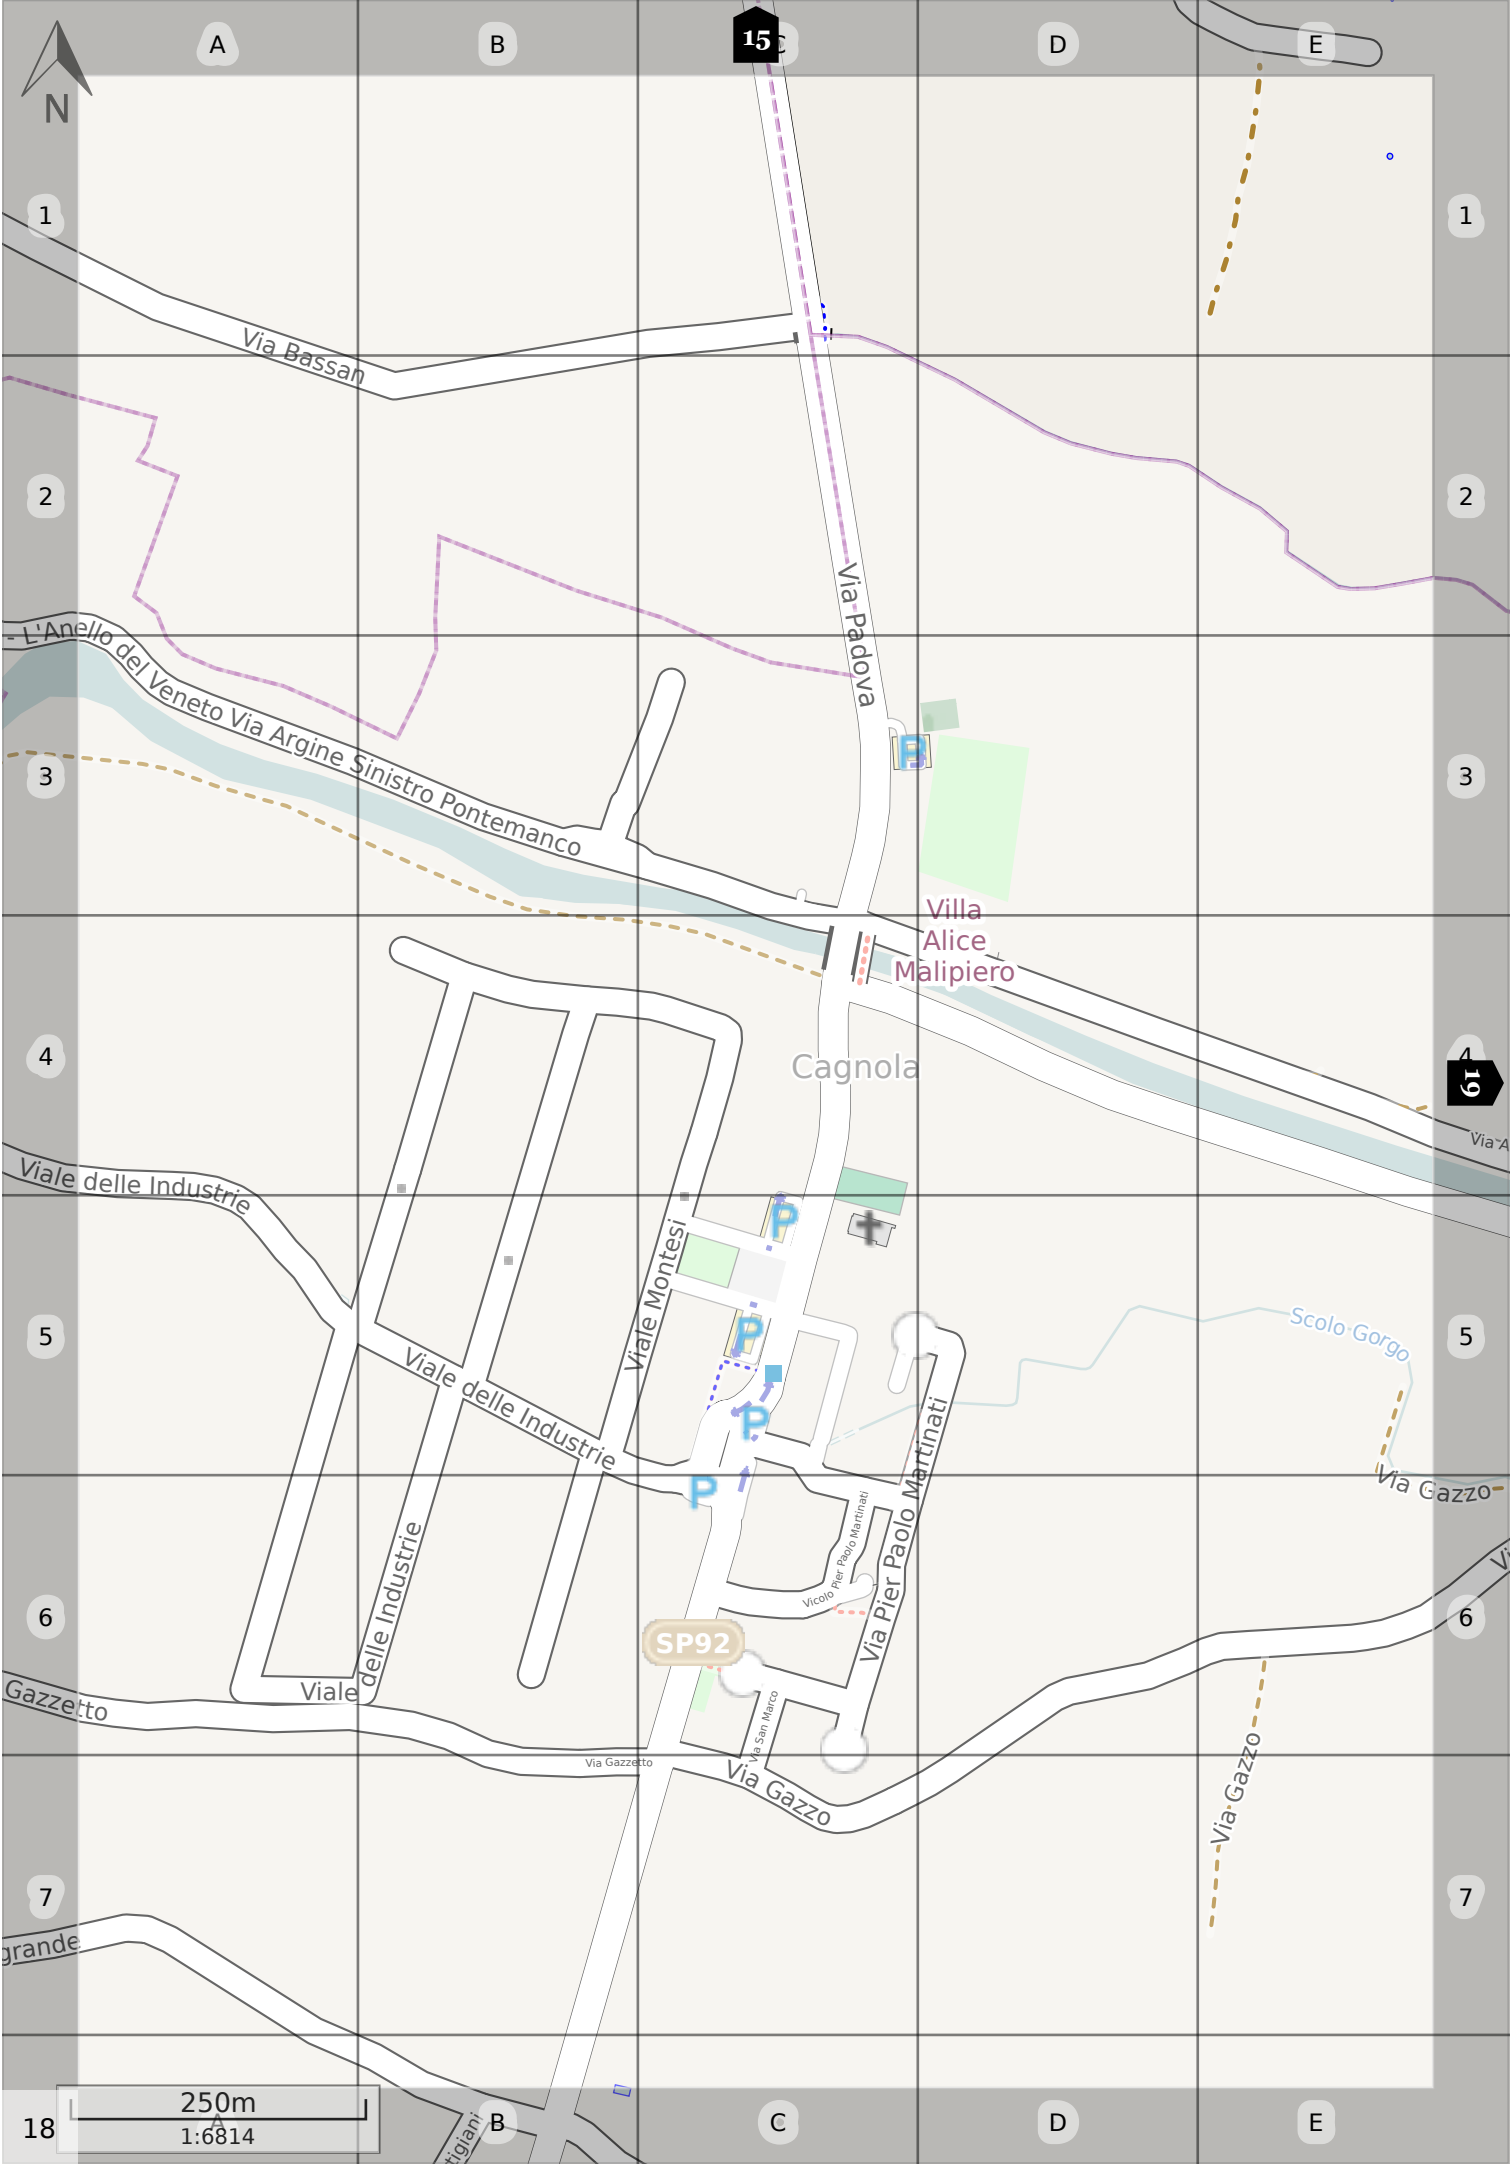 A
B
15
C
D
E
N
1
1
Via Bassan
2
2
Via Padova
- L'Anello del Veneto Via Argine Sinistro Pontemanco
3
P
3
Villa
Alice
Malipiero
4
Cagnola
4
19
Via A
Viale delle Industrie
P
Viale Montesi
Scolo Gorgo
5
P
5
Viale delle Industrie
P
Via Pier Paolo Martinati
Via Gazzo
P
Vicolo Pier Paolo Martinati
Viale delle Industrie
6
6
SP92
Gazzetto
Via San Marco
Via Gazzetto
Via Gazzo
Via Gazzo
7
7
grande
250m
1:6814
18
A
B
C
D
E
tigiani